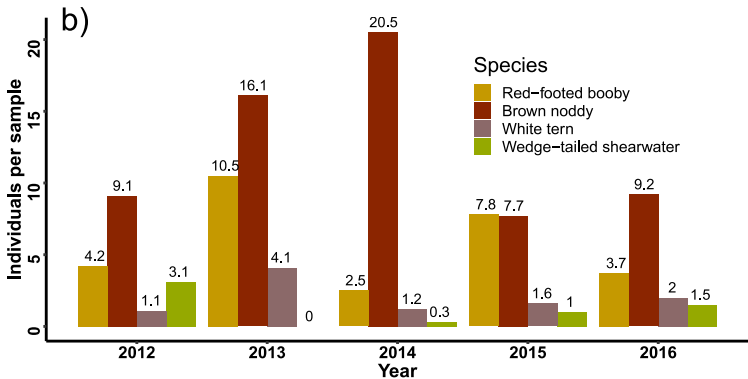 b)
Individuals per sample
20
15
10
5
0
Species
Red-footed booby
Brown noddy
White tern
Wedge-tailed shearwater
4.2
9.1
1.1
3.1
10.5
16.1
4.1
0
2.5
20.5
1.2
0.3
7.8
7.7
1.6
1
3.7
9.2
2
1.5
2012 2013 2014 2015 2016
Year